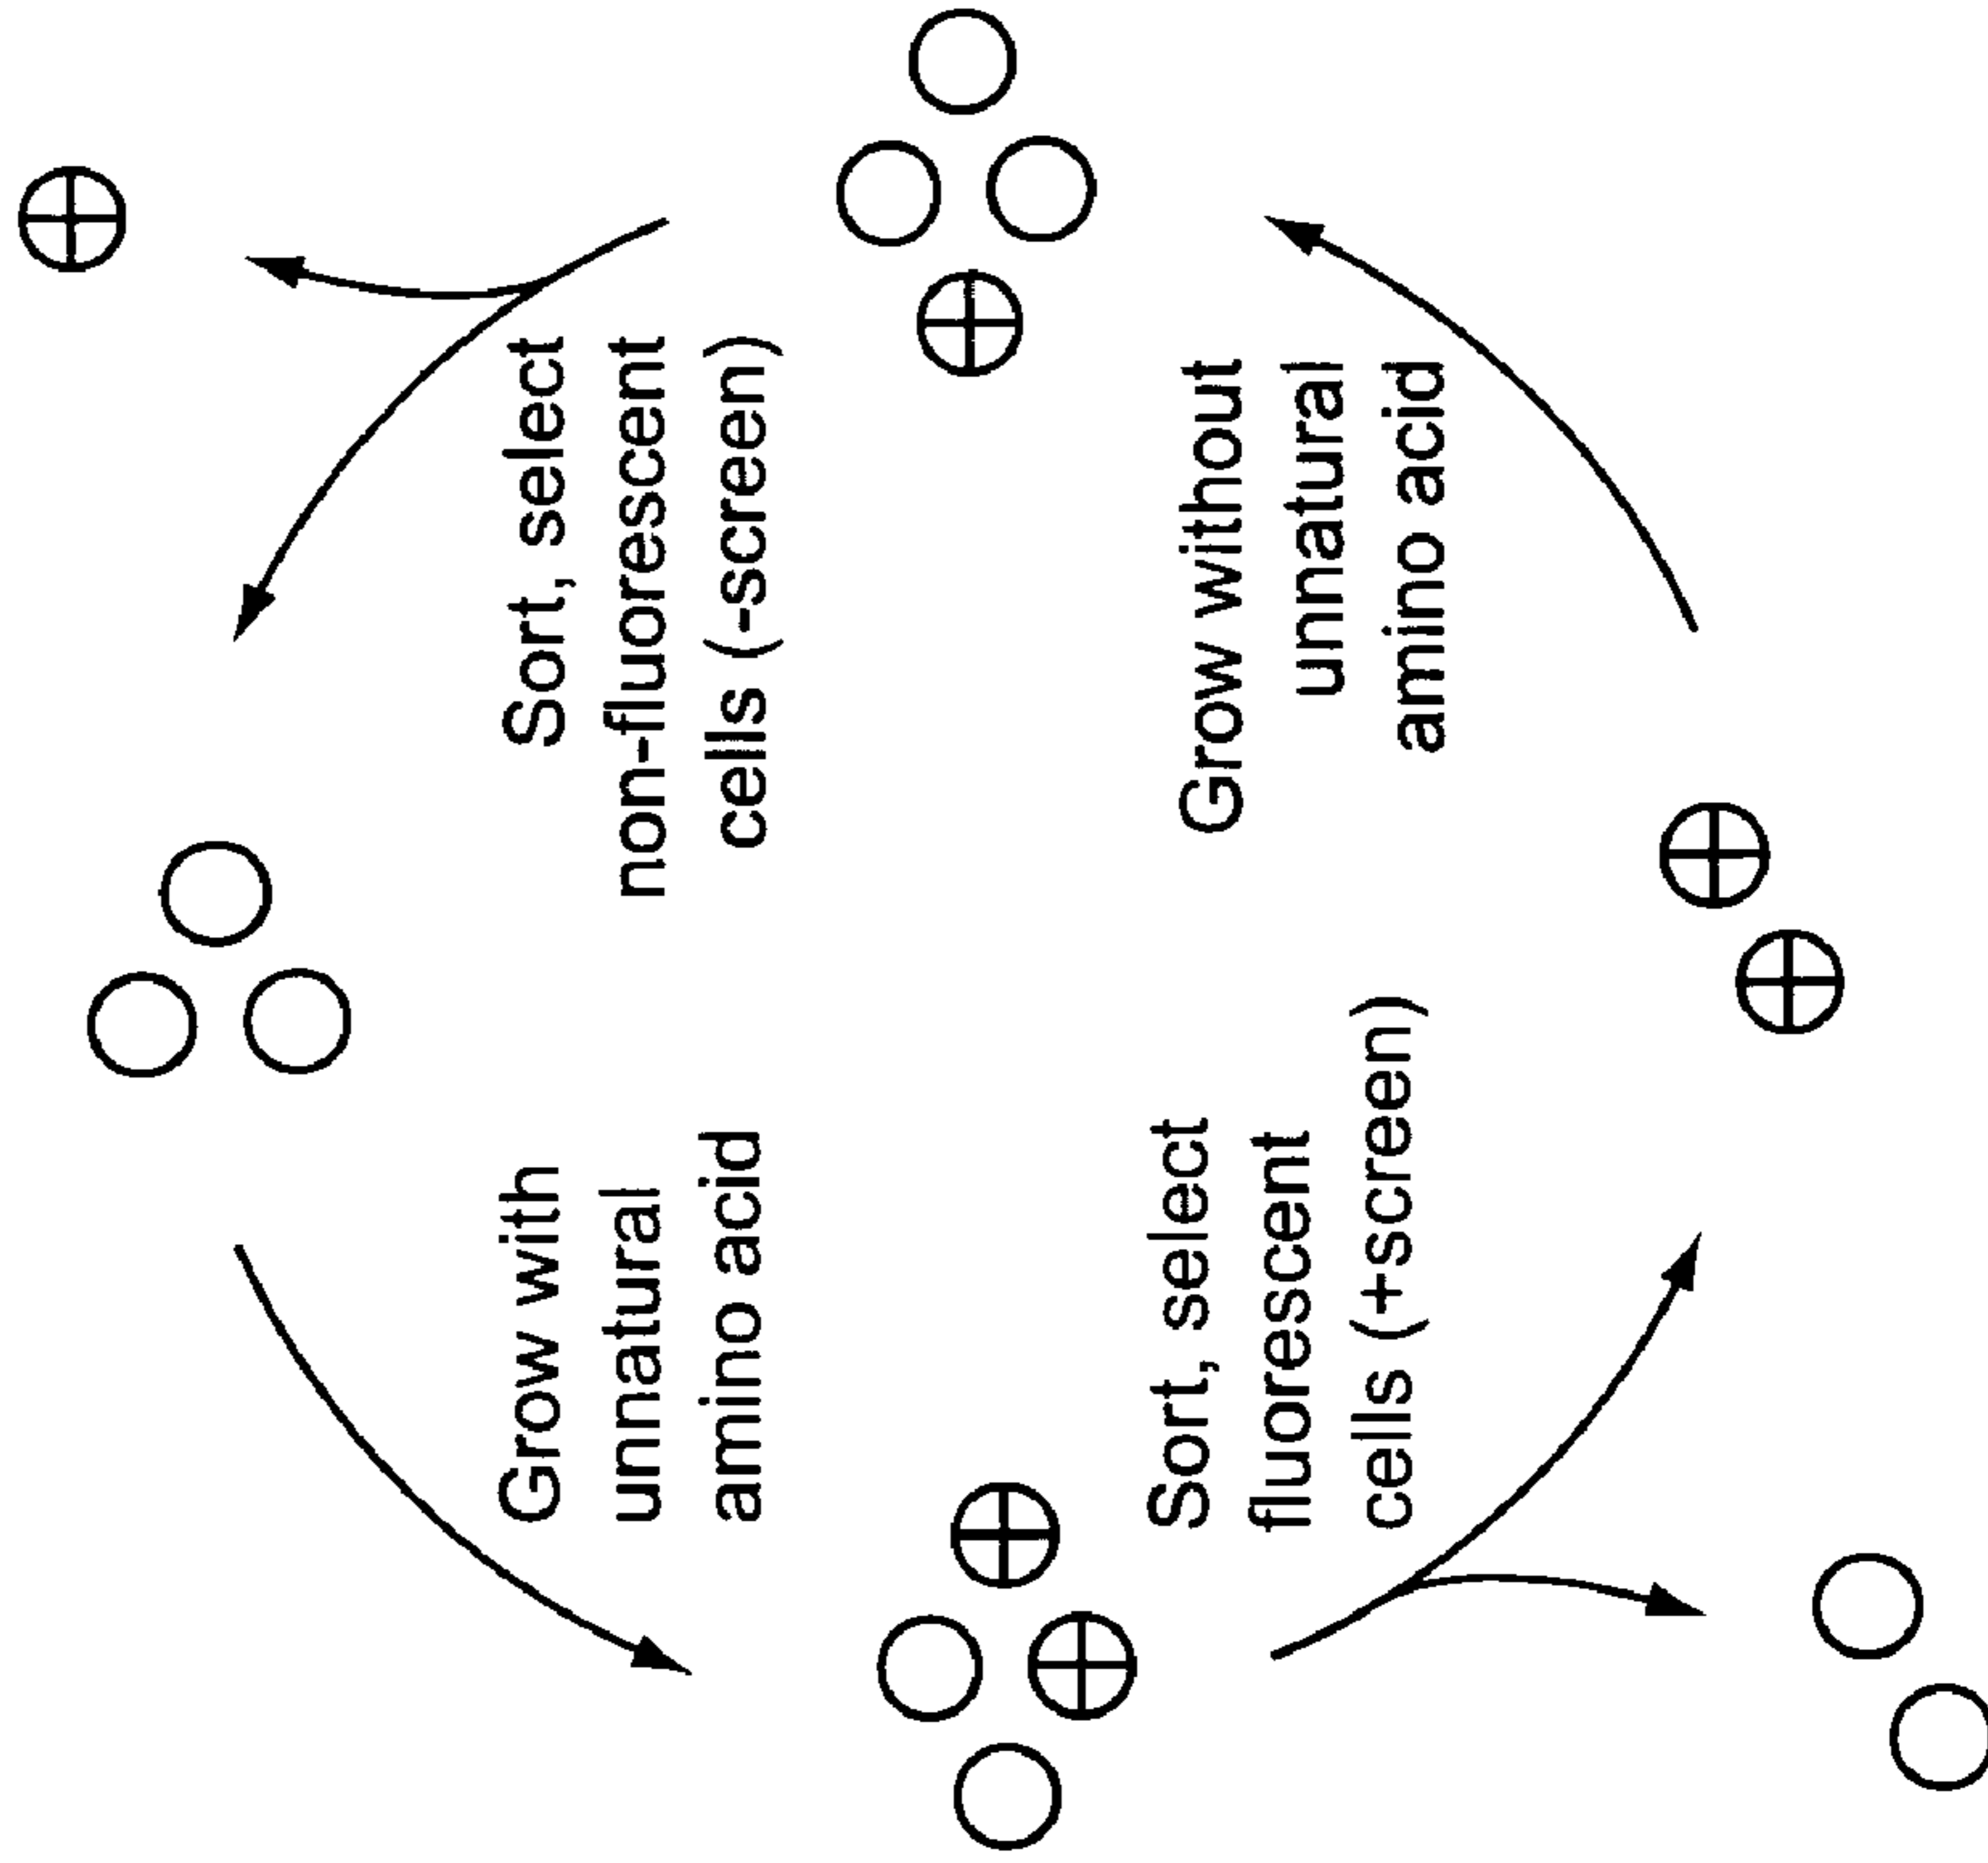 Grow with
unnatural
amino acid
Sort, select
fluorescent
cells (+screen)
Sort, select
non-fluorescent
cells (-screen)
Grow without
unnatural
amino acid